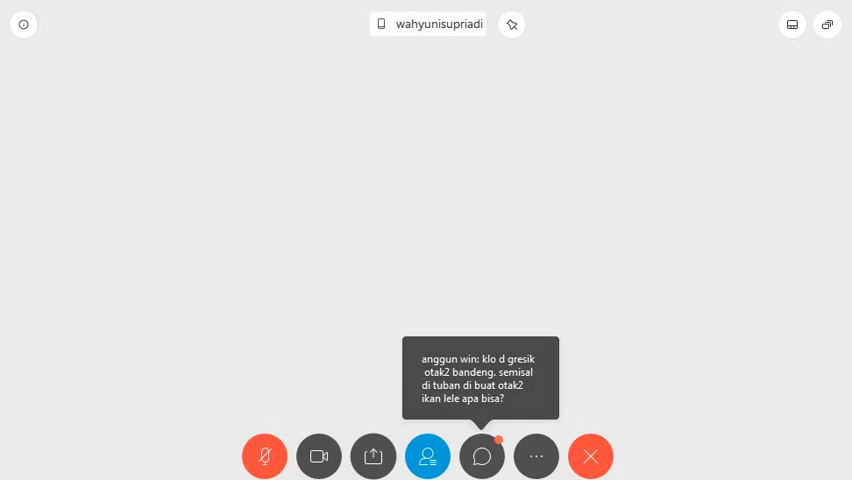 wahyunisupriadi
anggun win: klo d gresik
otak2 bandeng. semisal
di tuban di buat otak2
ikan lele apa bisa?